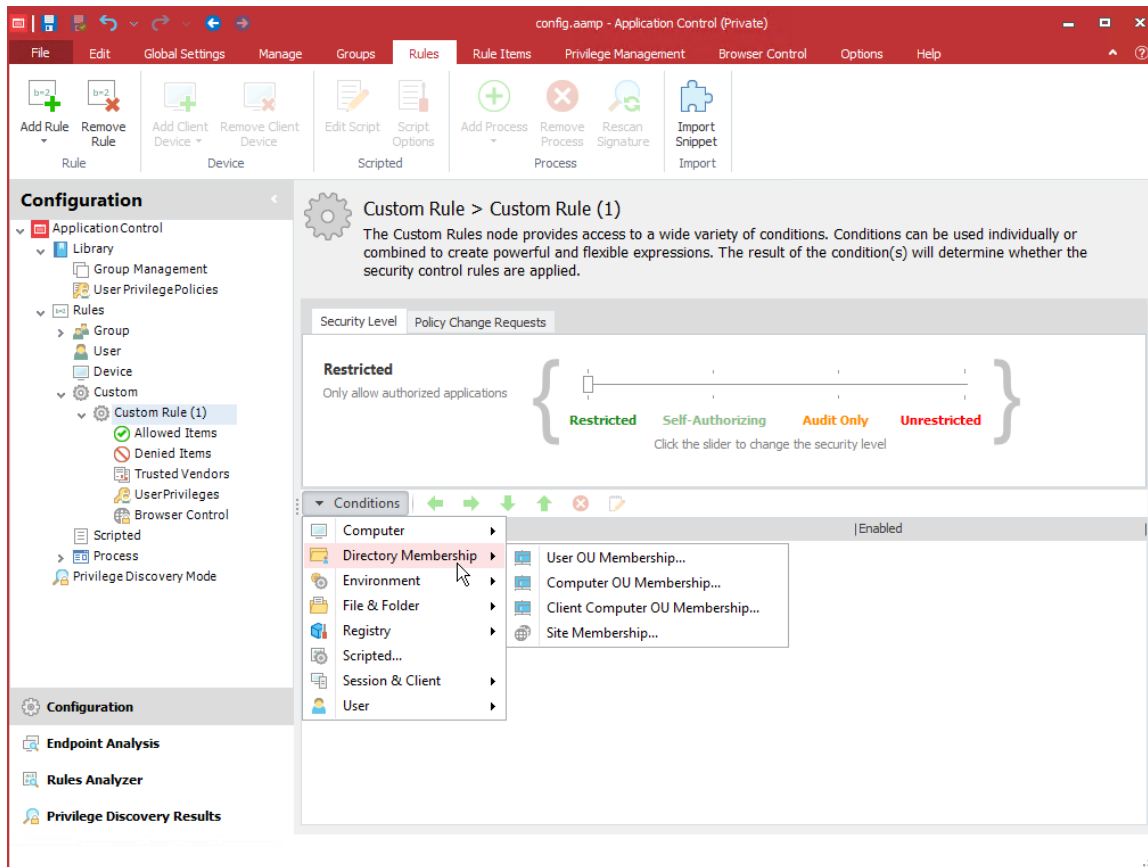 config.aamp - Application Control (Private)
File Edit Global Settings Manage Groups Rules Rule Items Privilege Management Browser Control Options Help
b=2 b=2
Add Rule Remove Rule Add Client Device Remove Client Device Edit Script Script Options Add Process Remove Process Rescan Signature Import Snippet
Rule Device Scripted Process Import
Configuration
ApplicationControl
Library
Group Management
User Privilege Policies
Rules
Group
User
Device
Custom
Custom Rule (1)
Allowed Items
Denied Items
Trusted Vendors
UserPrivileges
Browser Control
Scripted
Process
Privilege Discovery Mode
Configuration
Endpoint Analysis
Rules Analyzer
Privilege Discovery Results
Custom Rule > Custom Rule (1)
The Custom Rules node provides access to a wide variety of conditions. Conditions can be used individually or
combined to create powerful and flexible expressions. The result of the condition(s) will determine whether the
security control rules are applied.
Security Level Policy Change Requests
Restricted
Only allow authorized applications
Restricted Self-Authorizing Audit Only Unrestricted
Click the slider to change the security level
Conditions
Enabled
Computer
Directory Membership
Environment
File & Folder
Registry
Scripted...
Session & Client
User
User OU Membership...
Computer OU Membership...
Client Computer OU Membership...
Site Membership...